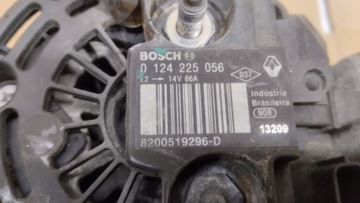 BOSCH
0 124 225 056
14V 86A
037
Indústria
Brasileira
908
13209
8200519296-D